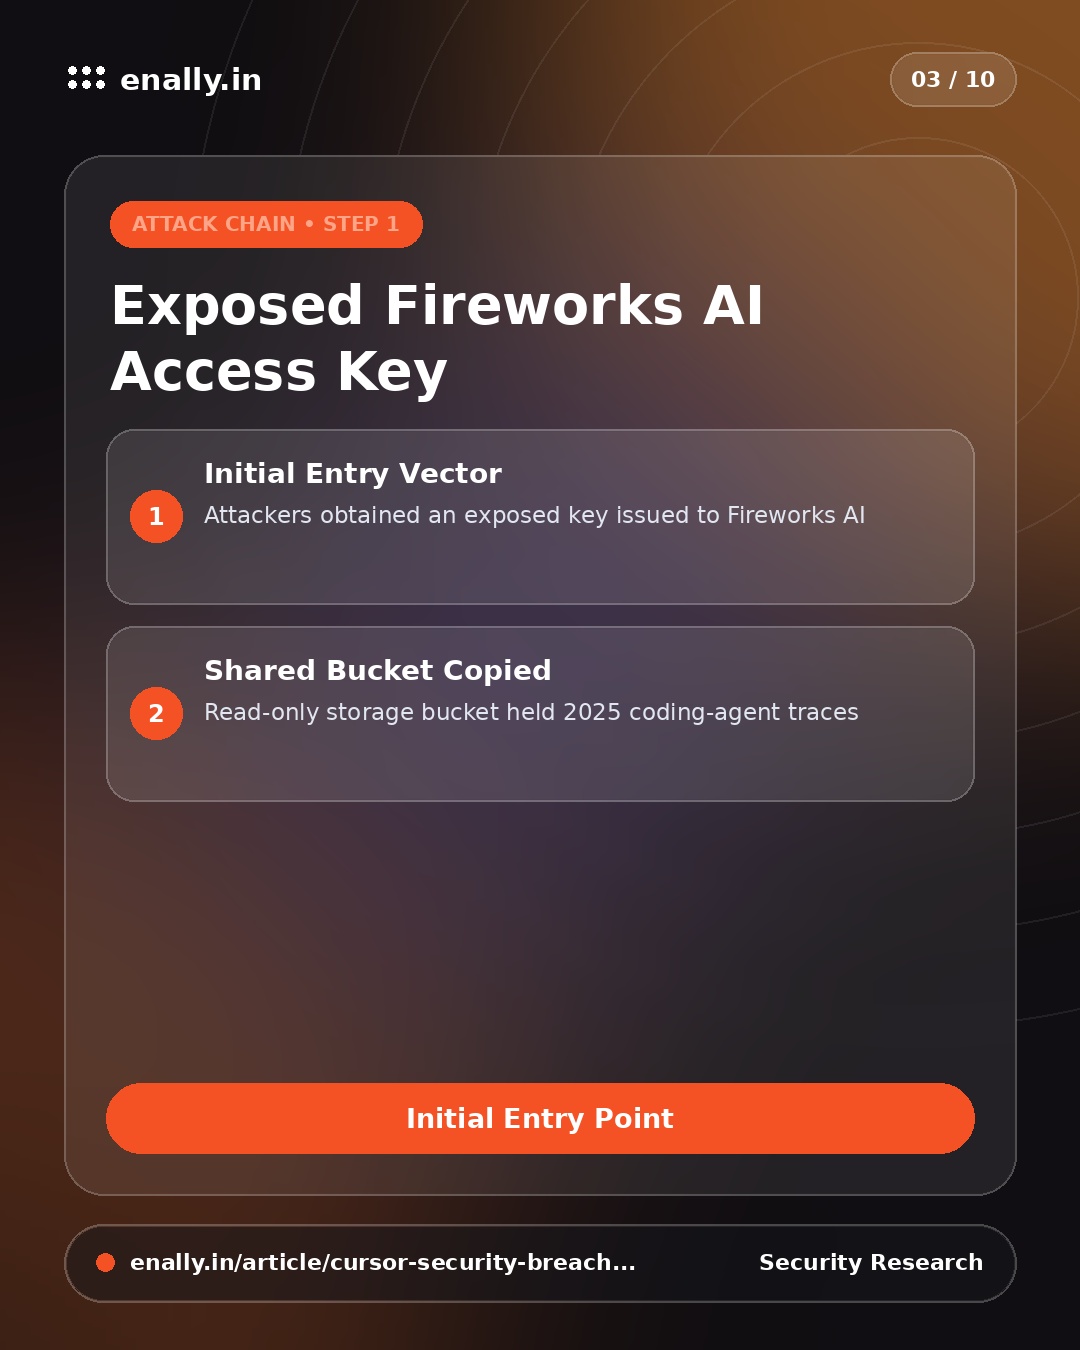 enally.in
03 / 10
ATTACK CHAIN • STEP 1
Exposed Fireworks AI
Access Key
Initial Entry Vector
1
Attackers obtained an exposed key issued to Fireworks AI
Shared Bucket Copied
2
Read-only storage bucket held 2025 coding-agent traces
Initial Entry Point
enally.in/article/cursor-security-breach...
Security Research